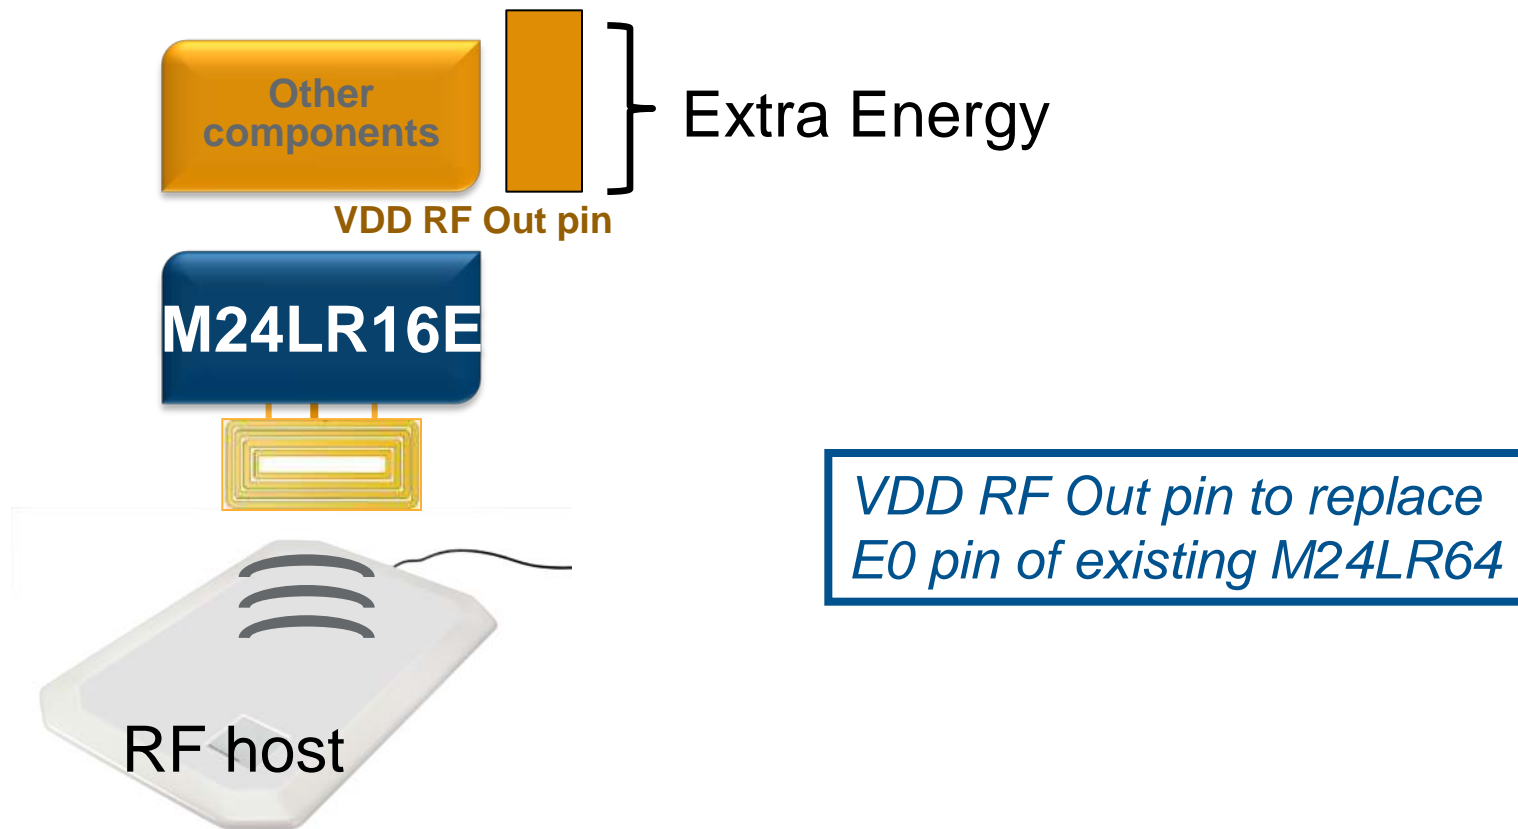 Other
components
Extra Energy
VDD RF Out pin
M24LR16E
VDD RF Out pin to replace
E0 pin of existing M24LR64
RF host